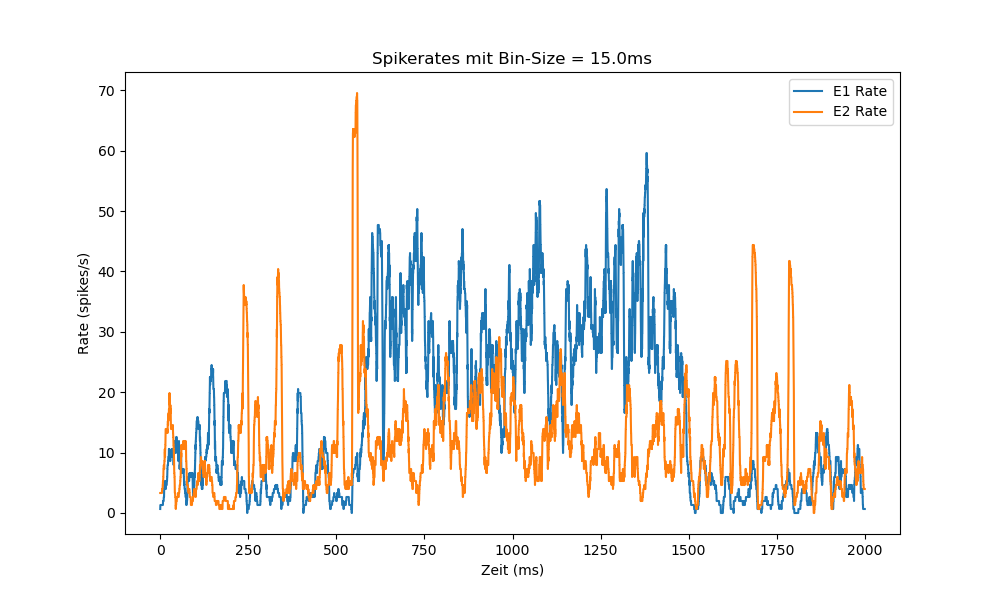 Spikerates mit Bin-Size = 15.0ms
E1 Rate
E2 Rate
70
60
50
40
30
20
10
0
Rate (spikes/s)
0 250 500 750 1000 1250 1500 1750 2000
Zeit (ms)